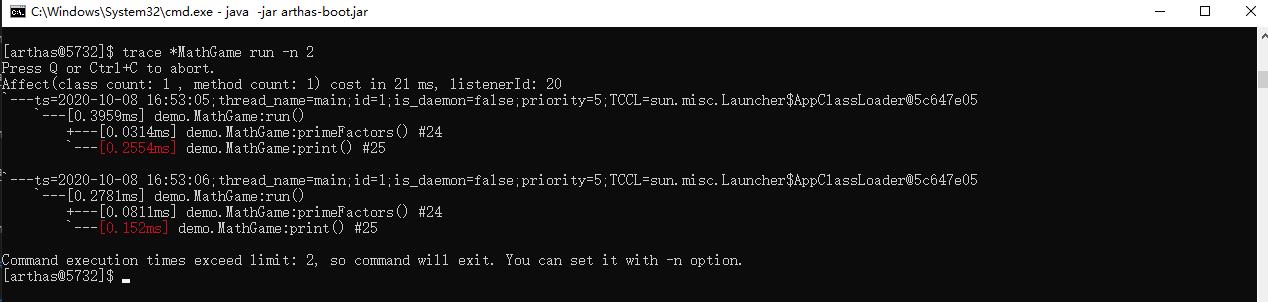 C:\Windows\System32\cmd.exe - java -jar arthas-boot.jar
[arthas@5732]$ trace *MathGame run -n 2
Press Q or Ctrl+C to abort.
Affect(class count: 1 , method count: 1) cost in 21 ms, listenerId: 20
`---ts=2020-10-08 16:53:05;thread_name=main;id=1;is_daemon=false;priority=5;TCCL=sun.misc.Launcher$AppClassLoader@5c647e05
    `---[0.3959ms] demo.MathGame:run()
        +---[0.0314ms] demo.MathGame:primeFactors() #24
        `---[0.2554ms] demo.MathGame:print() #25
`---ts=2020-10-08 16:53:06;thread_name=main;id=1;is_daemon=false;priority=5;TCCL=sun.misc.Launcher$AppClassLoader@5c647e05
    `---[0.2781ms] demo.MathGame:run()
        +---[0.0811ms] demo.MathGame:primeFactors() #24
        `---[0.152ms] demo.MathGame:print() #25
Command execution times exceed limit: 2, so command will exit. You can set it with -n option.
[arthas@5732]$